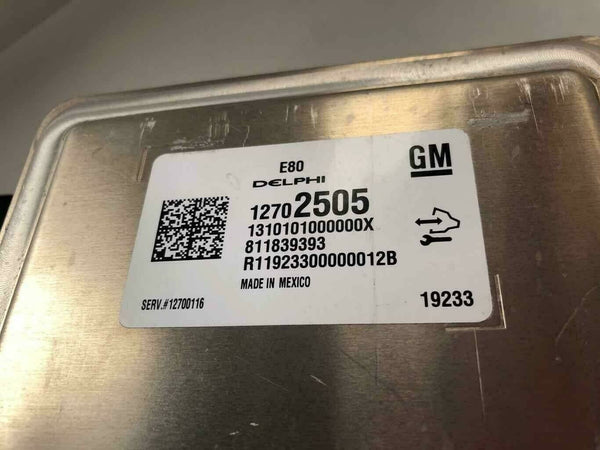 E80
GM
DELPHI
12702505
1310101000000X
811839393
R11923300000012B
MADE IN MEXICO
SERV.#12700116
19233